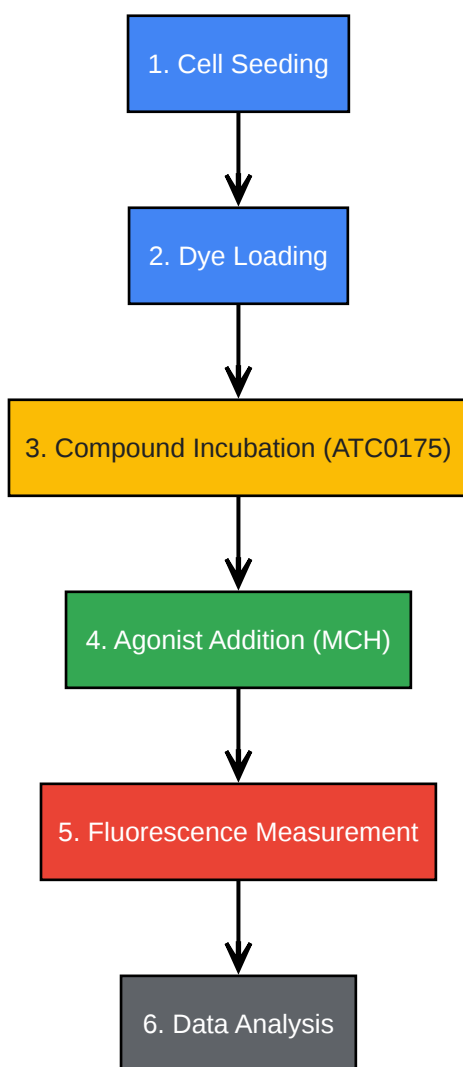 1. Cell Seeding
2. Dye Loading
3. Compound Incubation (ATC0175)
4. Agonist Addition (MCH)
5. Fluorescence Measurement
6. Data Analysis